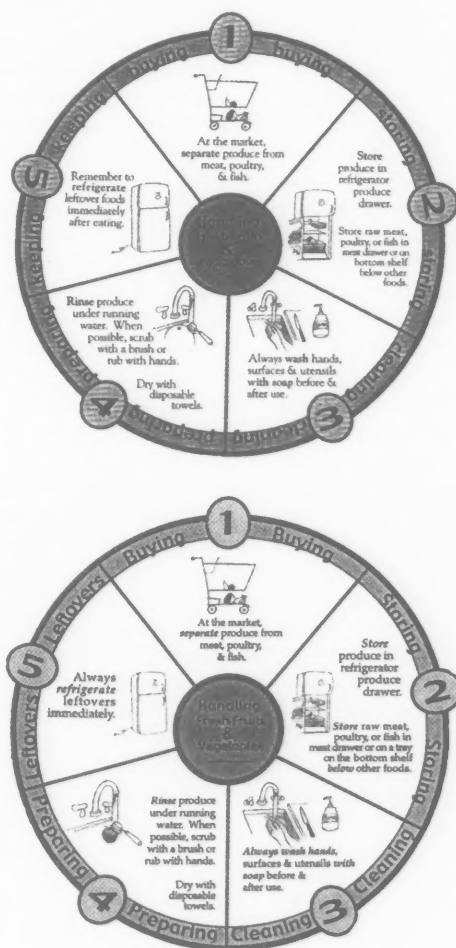 1
buying buying
At the market,
separate produce from
meat, poultry,
& fish.
storing
2
storing
Store
produce in
refrigerator
produce
drawer.
Store raw meat,
poultry, or fish in
meat drawer or on
bottom shelf
below other
foods.
cleaning
3
cleaning
Always wash hands,
surfaces & utensils
with soap before &
after use.
preparing
4
preparing
Rinse produce
under running
water. When
possible, scrub
with a brush or
rub with hands.
Dry with
disposable
towels.
keeping
5
keeping
Remember to
refrigerate
leftover foods
immediately
after eating.
Handling
&
1
Buying Buying
At the market,
separate produce from
meat, poultry,
& fish.
Storing
2
Storing
Store
produce in
refrigerator
produce
drawer.
Store raw meat,
poultry, or fish in
meat drawer or on a tray
on the bottom shelf
below other foods.
Cleaning
3
Cleaning
Always wash hands,
surfaces & utensils with
soap before &
after use.
Preparing
4
Preparing
Rinse produce
under running
water. When
possible, scrub
with a brush or
rub with hands.
Dry with
disposable
towels.
Leftovers
5
Leftovers
Always
refrigerate
leftovers
immediately.
Handling
Fresh Fruits
&
Vegetables